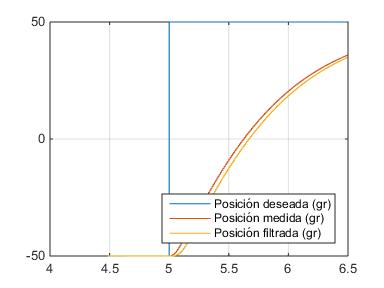 50
0
-50
Posición deseada (gr)
Posición medida (gr)
Posición filtrada (gr)
4 4.5 5 5.5 6 6.5